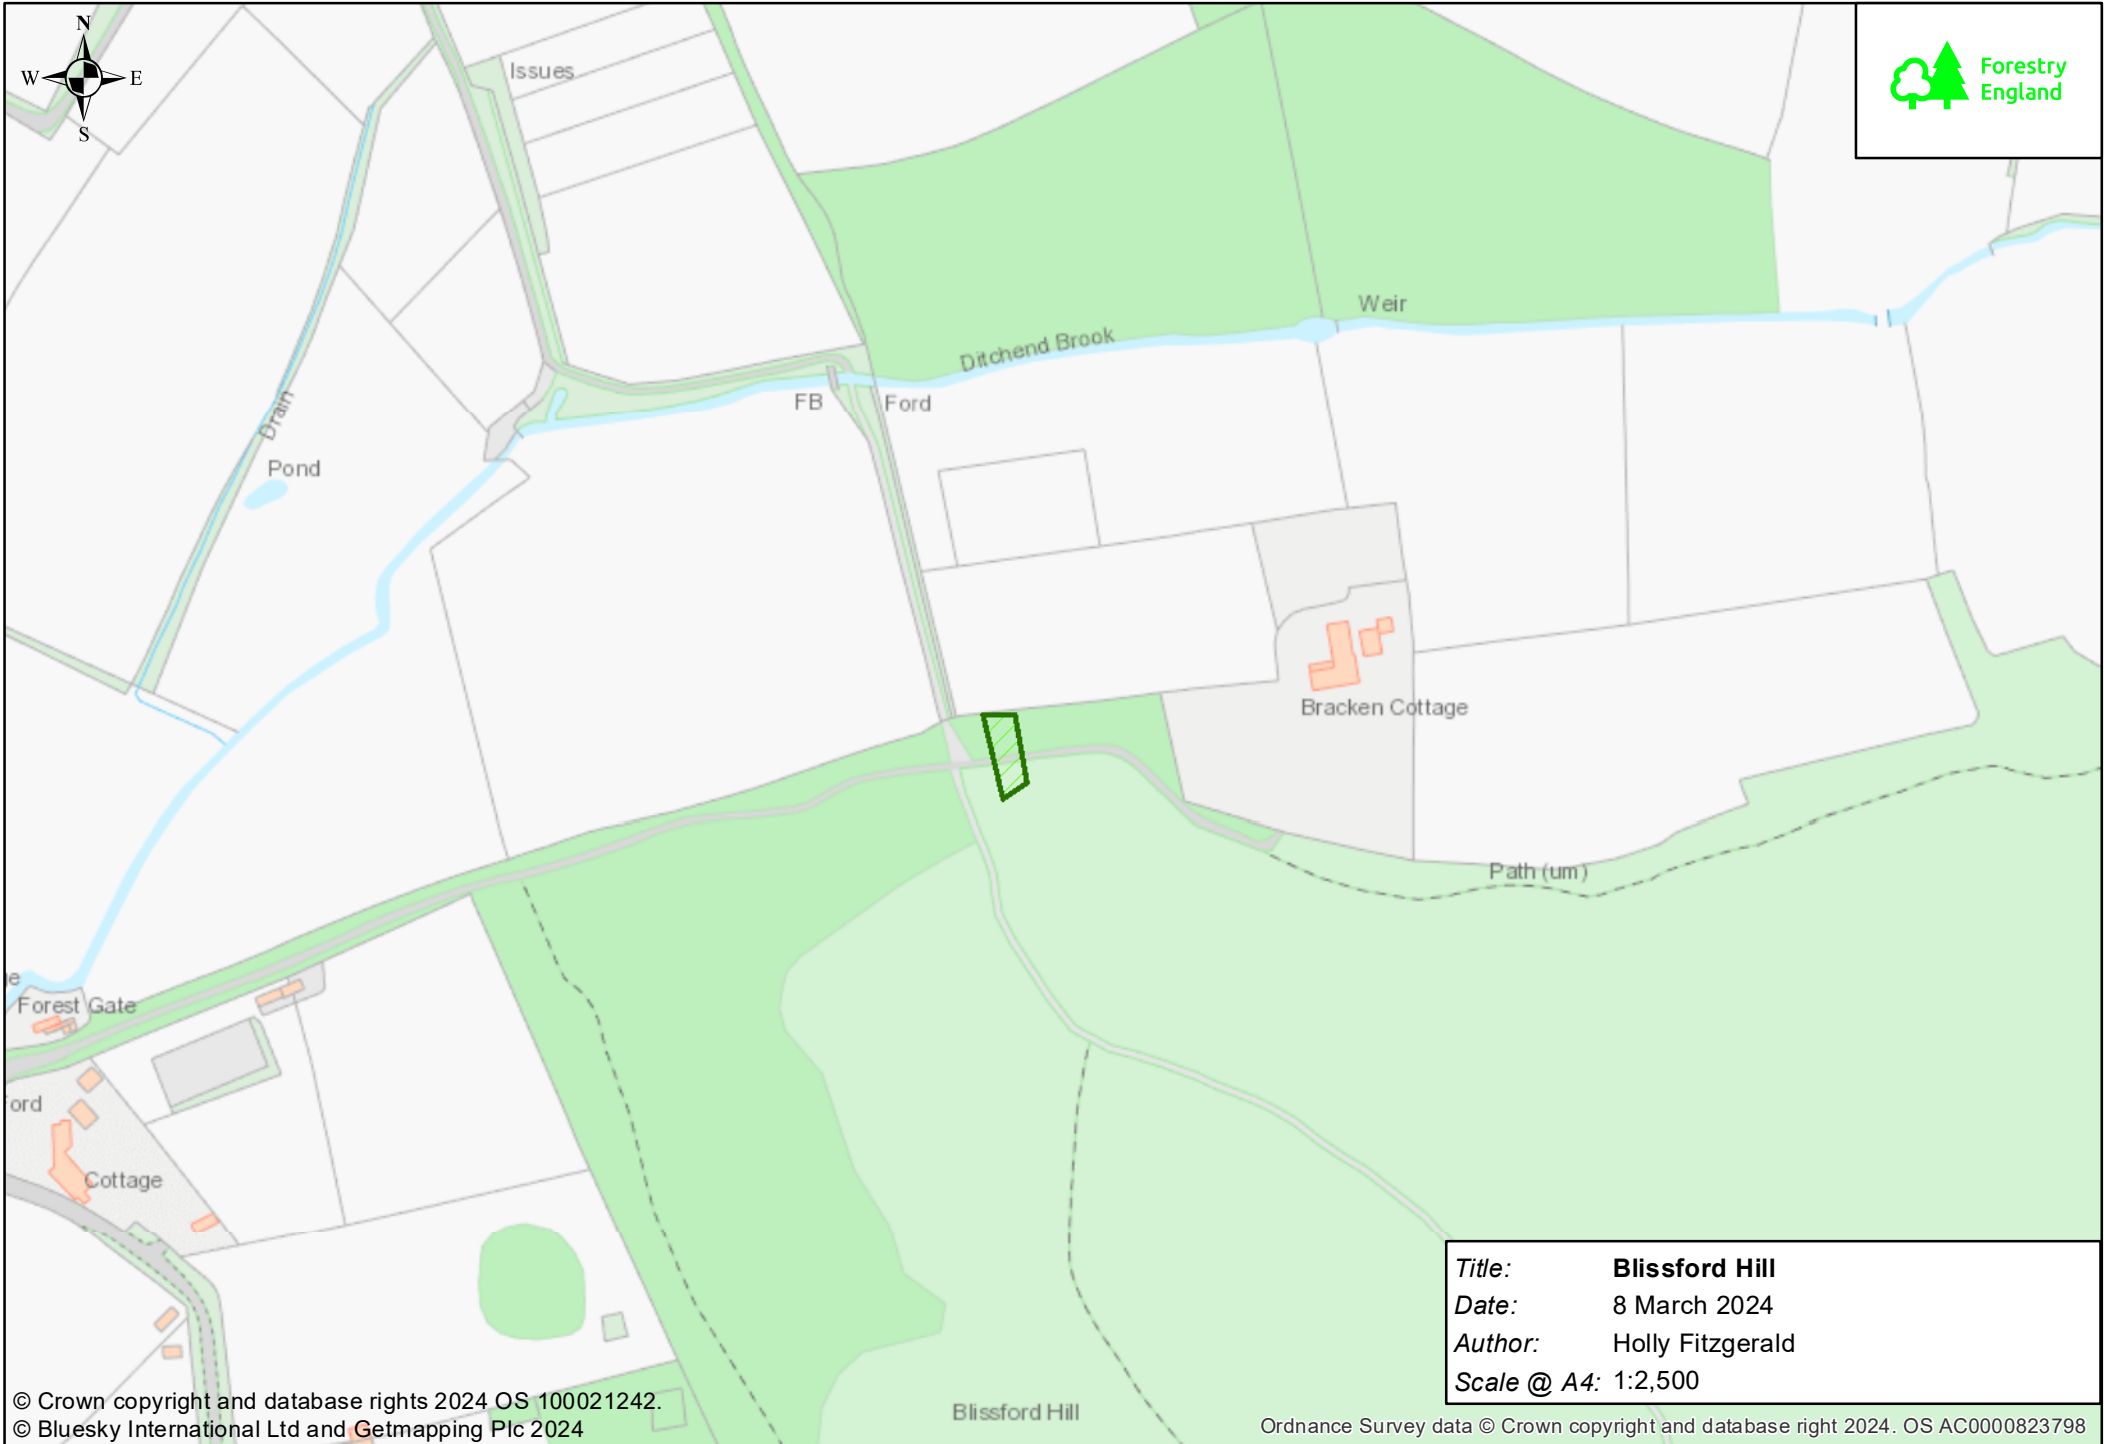 N
W
E
S
Issues
Forestry
England
Weir
Ditchend Brook
FB
Ford
Drain
Pond
Bracken Cottage
Path (um)
Forest Gate
Cottage
Blissford Hill
Title: Blissford Hill
Date: 8 March 2024
Author: Holly Fitzgerald
Scale @ A4: 1:2,500
© Crown copyright and database rights 2024 OS 100021242.
© Bluesky International Ltd and Getmapping Plc 2024
Ordnance Survey data © Crown copyright and database right 2024. OS AC0000823798